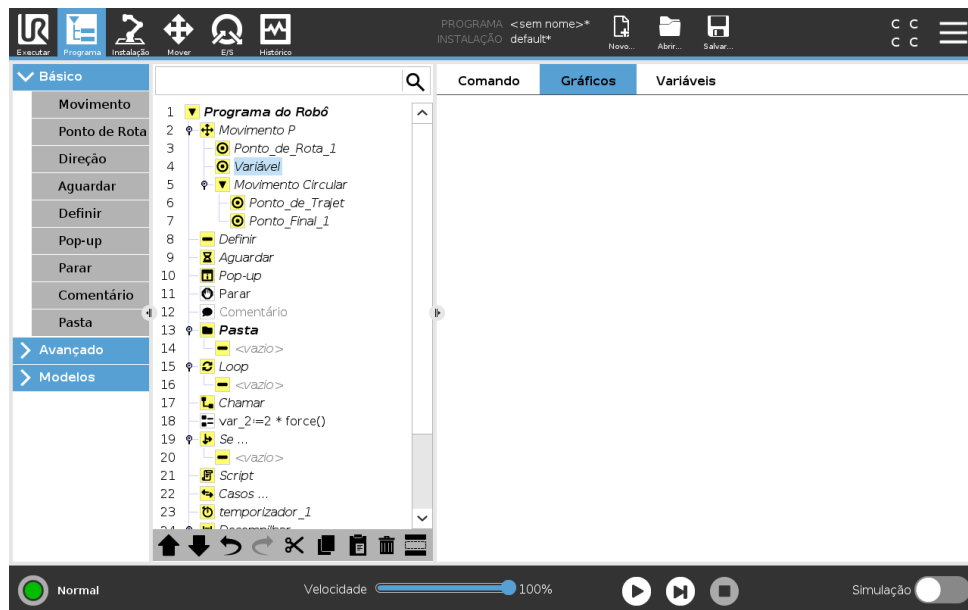 PROGRAMA <sem nome>*
INSTALAÇÃO default*
Executar Programa Instalação Mover E/S Histórico Novo... Abrir... Salvar...
C C
C C
Básico
Movimento
Ponto de Rota
Direção
Aguardar
Definir
Pop-up
Parar
Comentário
Pasta
Avançado
Modelos
1 Programa do Robô
2 Movimento P
3 Ponto_de_Rota_1
4 Variável
5 Movimento Circular
6 Ponto_de_Trajet
7 Ponto_Final_1
8 Definir
9 Aguardar
10 Pop-up
11 Parar
12 Comentário
13 Pasta
14 <vazio>
15 Loop
16 <vazio>
17 Chamar
18 var_2:=2 * force()
19 Se ...
20 <vazio>
21 Script
22 Casos ...
23 temporizador_1
24 Desempilhar
Comando Gráficos Variáveis
Normal
Velocidade 100%
Simulação